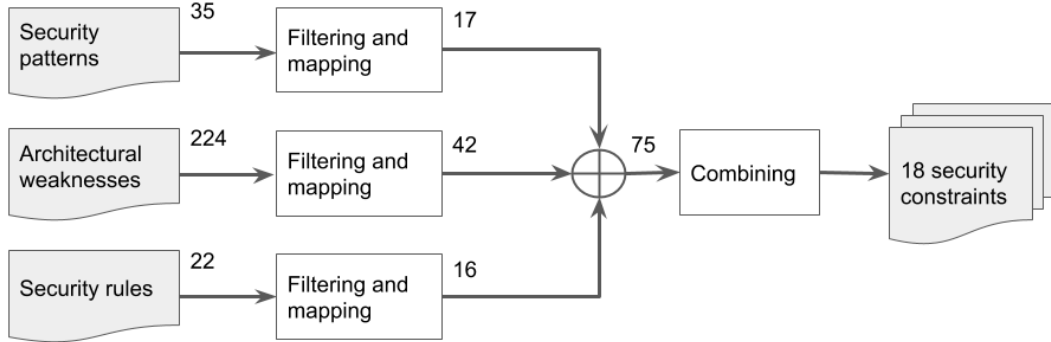 35
17
Security
patterns
Filtering and
mapping
224
42
75
Architectural
weaknesses
Filtering and
mapping
Combining
18 security
constraints
22
16
Security rules
Filtering and
mapping